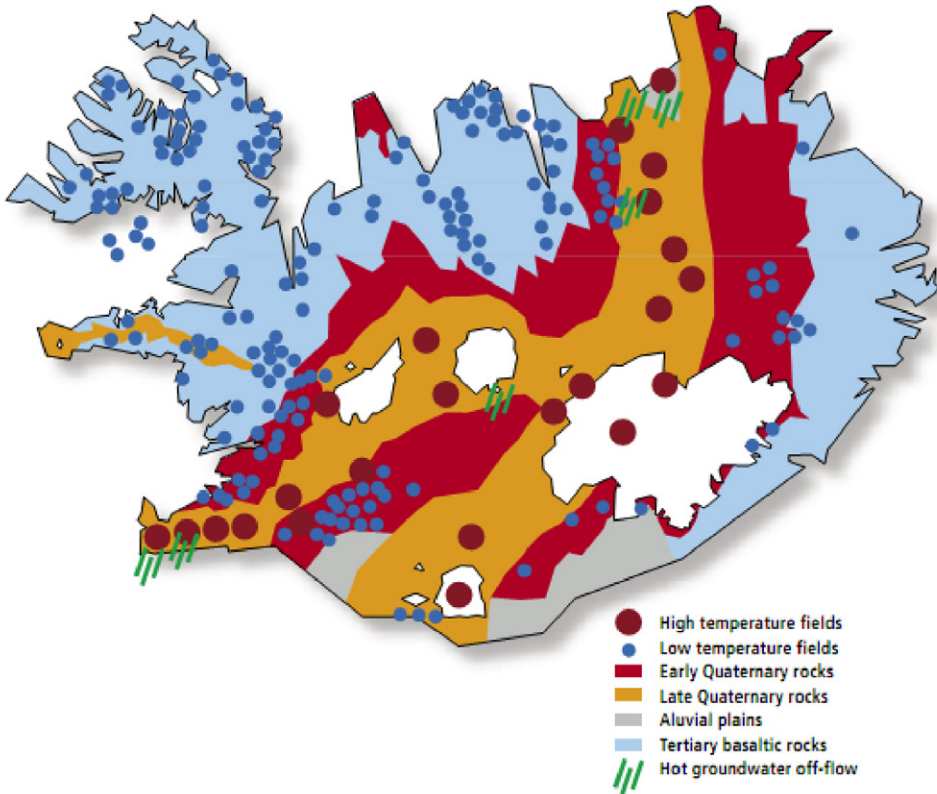 High temperature fields
Low temperature fields
Early Quaternary rocks
Late Quaternary rocks
Aluvial plains
Tertiary basaltic rocks
Hot groundwater off-flow